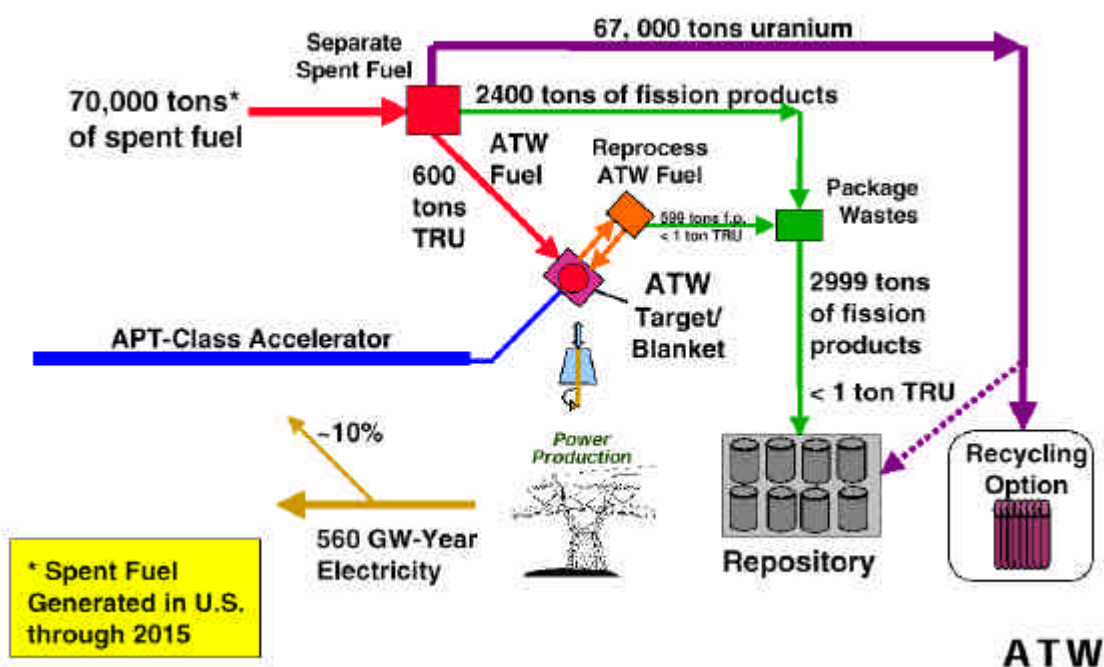 67, 000 tons uranium
Separate
Spent Fuel
70,000 tons*
of spent fuel
2400 tons of fission products
ATW
Fuel
600
tons
TRU
Reprocess
ATW Fuel
599 tons f.p.
< 1 ton TRU
Package
Wastes
ATW
Target/
Blanket
2999 tons
of fission
products
< 1 ton TRU
APT-Class Accelerator
~10%
Power
Production
560 GW-Year
Electricity
Repository
Recycling
Option
* Spent Fuel
Generated in U.S.
through 2015
ATW